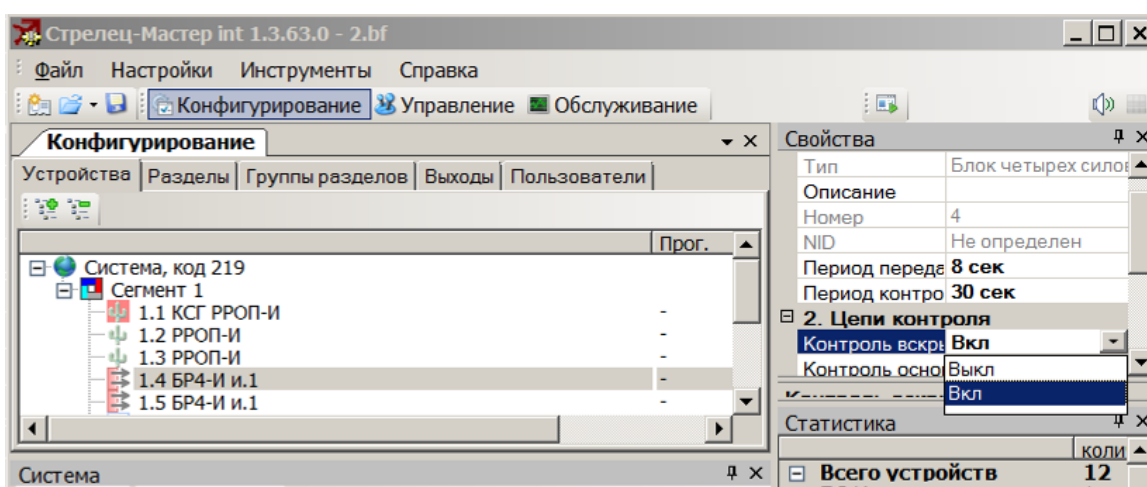 Стрелец-Мастер int 1.3.63.0 - 2.bf
Файл Настройки Инструменты Справка
Конфигурирование Управление Обслуживание
Конфигурирование
Устройства Разделы Группы разделов Выходы Пользователи
Прог.
Система, код 219
Сегмент 1
1.1 КСГ РРОП-И -
1.2 РРОП-И -
1.3 РРОП-И -
1.4 БР4-И и.1 -
1.5 БР4-И и.1 -
Система
Свойства
Тип Блок четырех силов
Описание
Номер 4
NID Не определен
Период переда 8 сек
Период контро 30 сек
2. Цепи контроля
Контроль вскры Вкл
Контроль осно Выкл
Вкл
Статистика
коли
Всего устройств 12